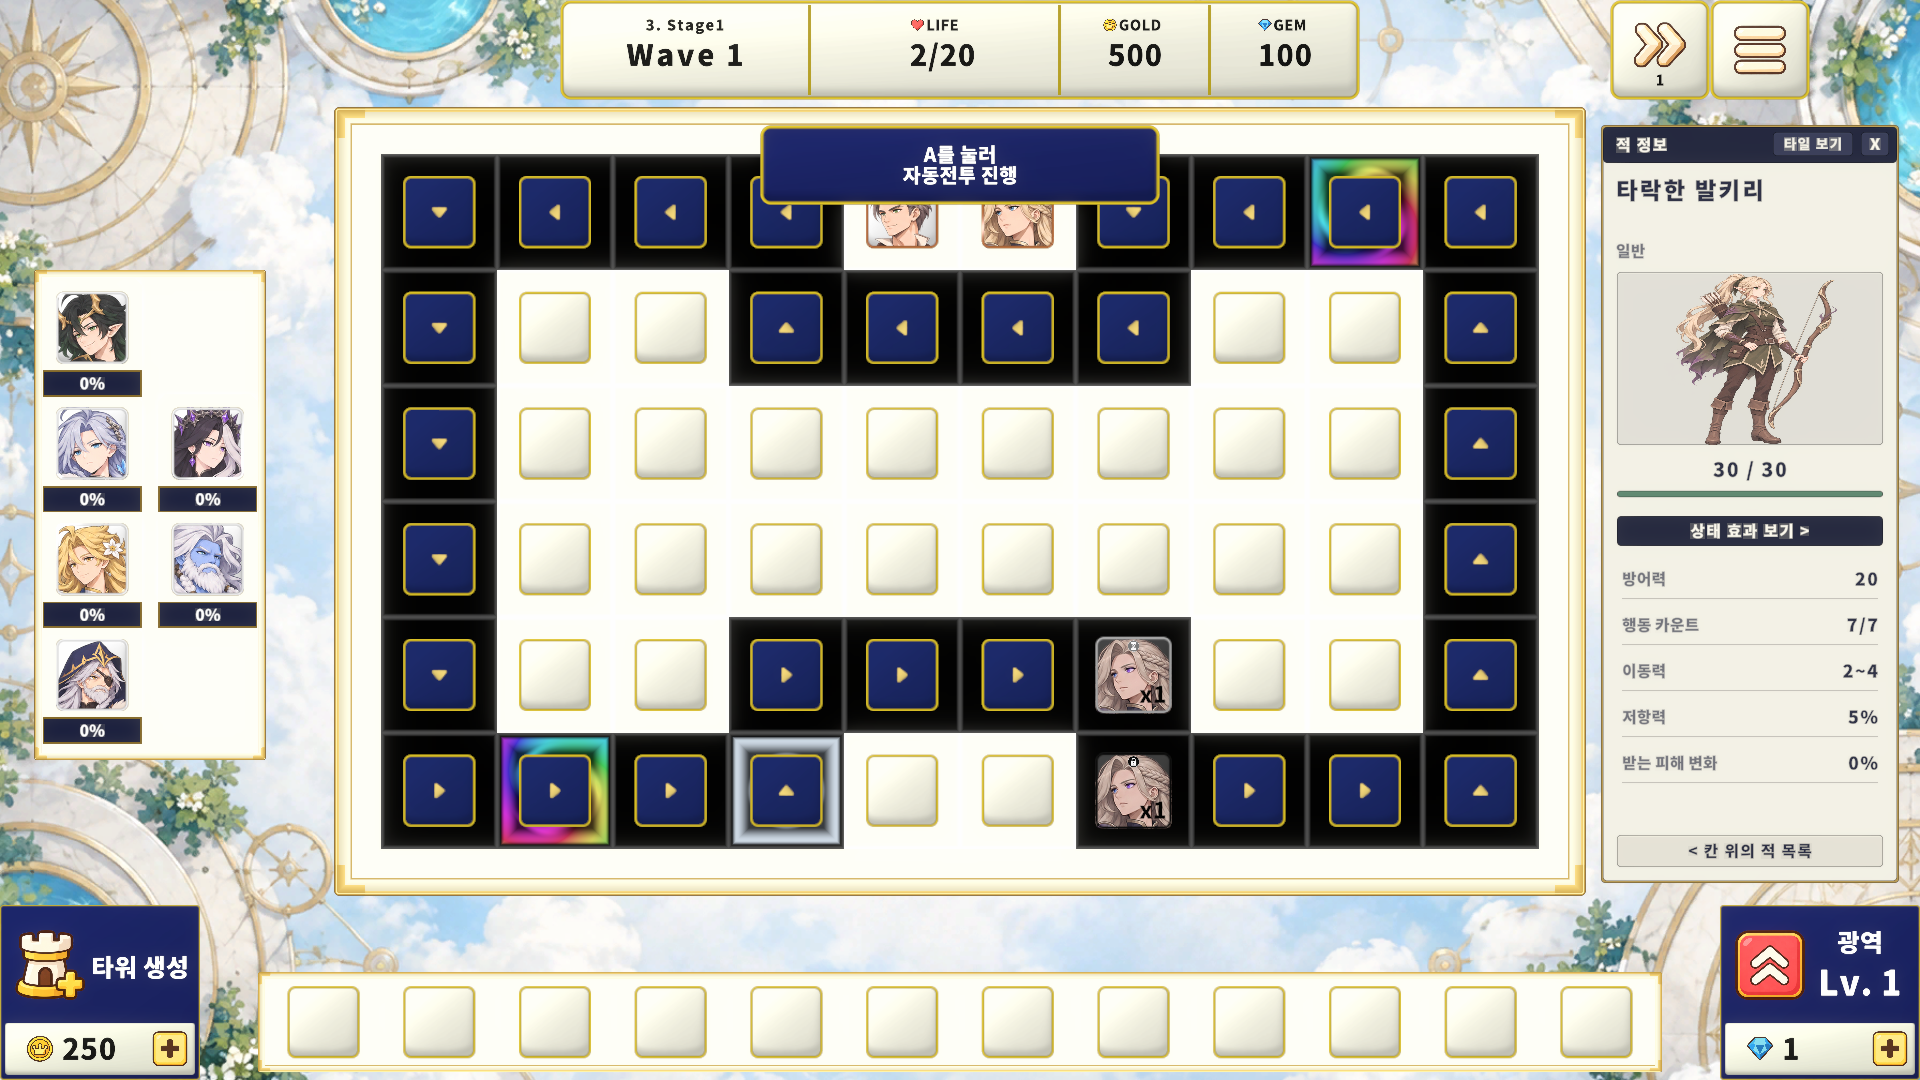 3. Stage1
Wave 1
LIFE
2/20
GOLD
500
GEM
100
1
A를 눌러
자동전투 진행
적 정보
타일 보기
X
타락한 발키리
일반
30 / 30
상태 효과 보기 >
방어력 20
행동 카운트 7/7
이동력 2~4
저항력 5%
받는 피해 변화 0%
< 칸 위의 적 목록
0%
0% 0%
0% 0%
0%
x1
x1
타워 생성
250
광역
Lv. 1
1